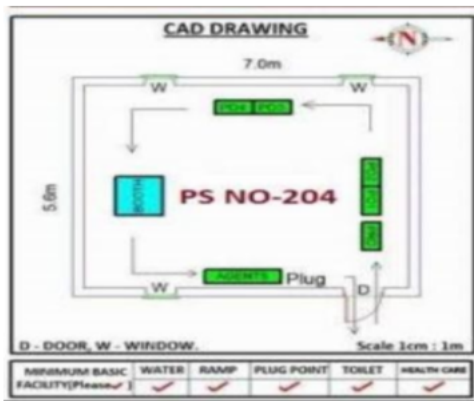 CAD DRAWING
N
7.0m
W
W
5.6m
BOOTH
PS NO-204
AGENTS
Plug
D
W
D - DOOR, W - WINDOW.
Scale 1cm : 1m
MINIMUM BASIC FACILITY(Please ✓)
WATER
RAMP
PLUG POINT
TOILET
HEALTH CARE